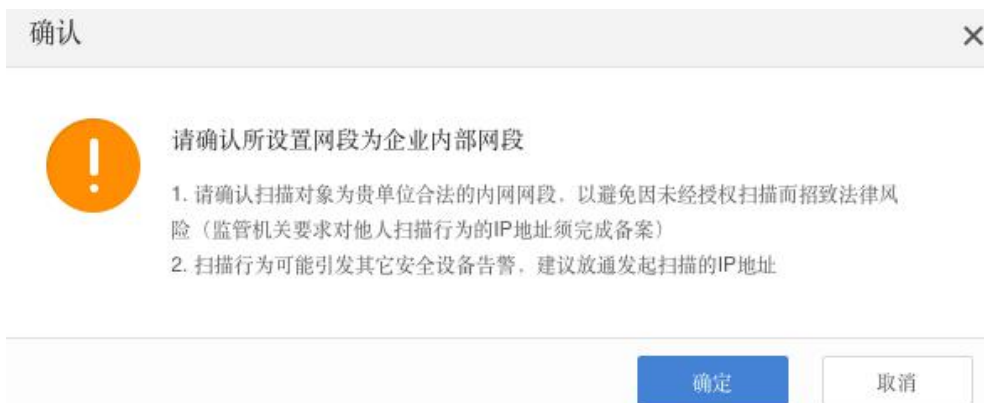 确认
请确认所设置网段为企业内部网段
1. 请确认扫描对象为贵单位合法的内网网段，以避免因未经授权扫描而招致法律风
险（监管机关要求对他人扫描行为的IP地址须完成备案）
2. 扫描行为可能引发其它安全设备告警，建议放通发起扫描的IP地址
确定
取消